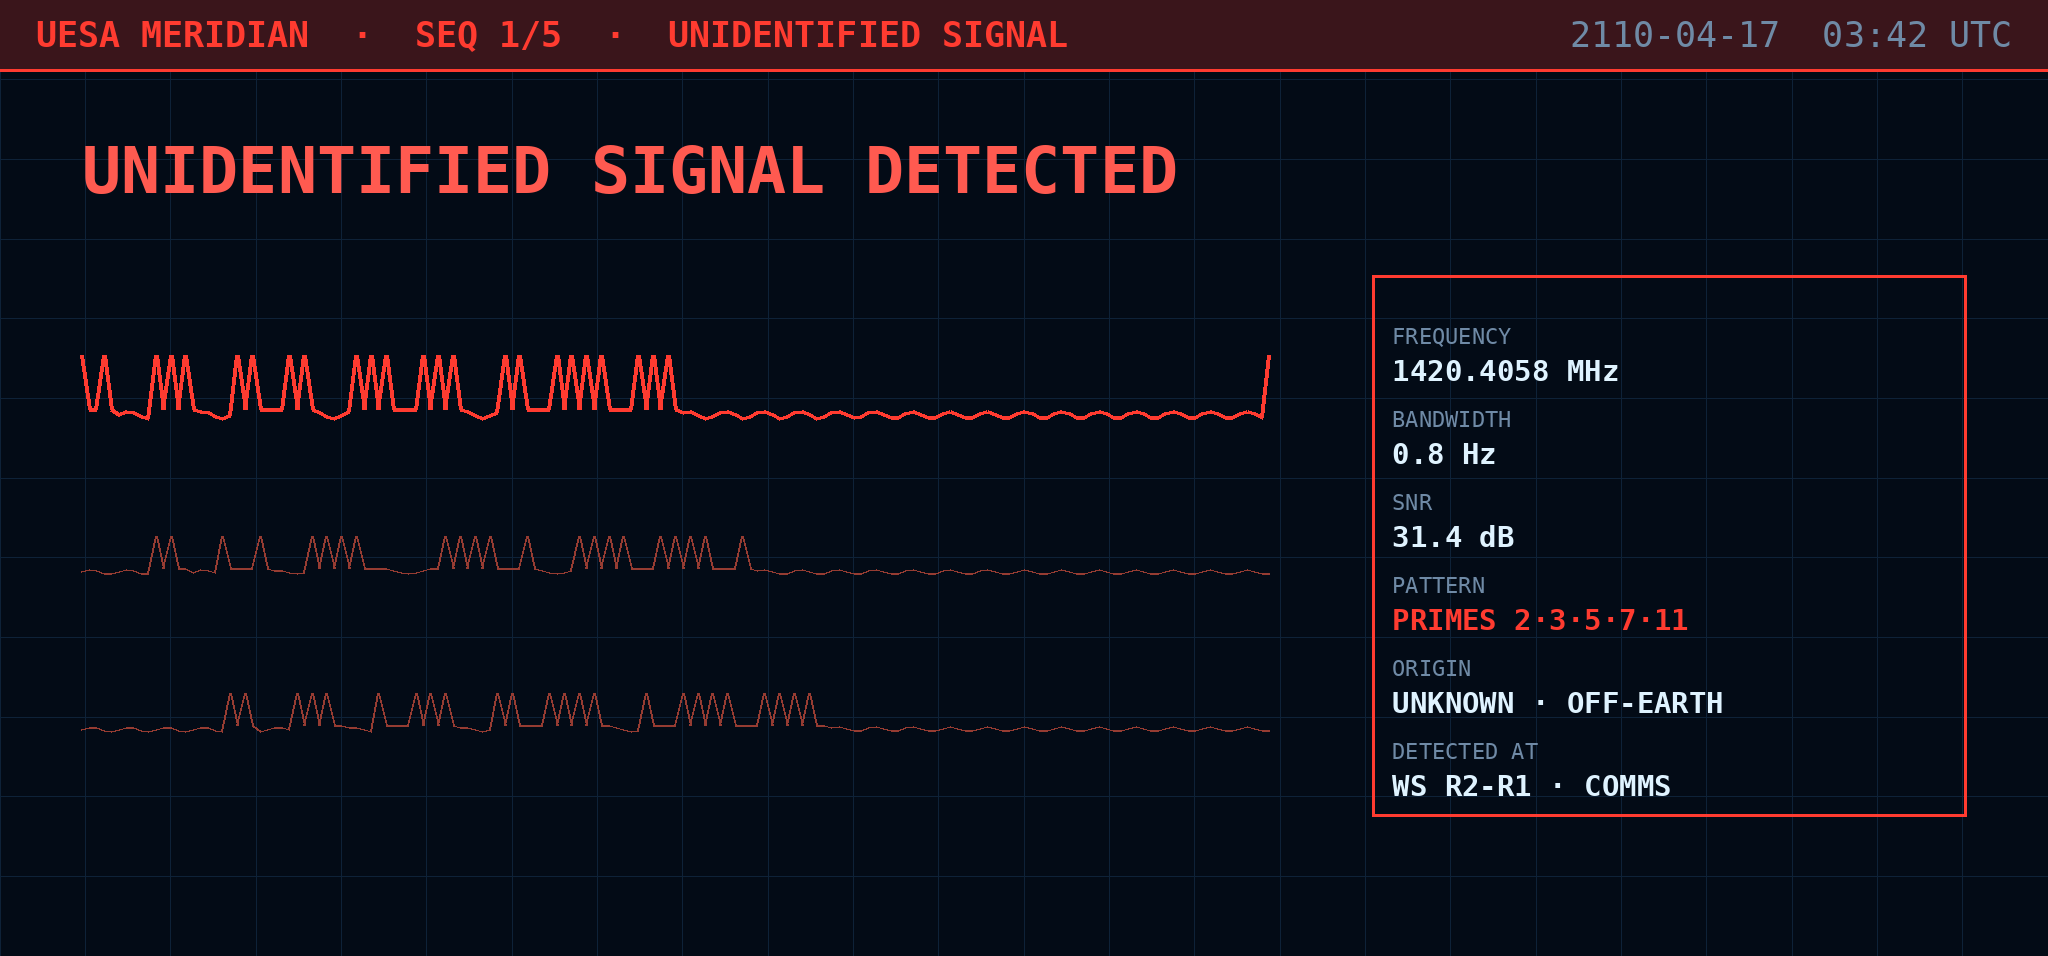 UESA MERIDIAN · SEQ 1/5 · UNIDENTIFIED SIGNAL 2110-04-17 03:42 UTC
UNIDENTIFIED SIGNAL DETECTED
FREQUENCY
1420.4058 MHz
BANDWIDTH
0.8 Hz
SNR
31.4 dB
PATTERN
PRIMES 2·3·5·7·11
ORIGIN
UNKNOWN · OFF-EARTH
DETECTED AT
WS R2-R1 · COMMS